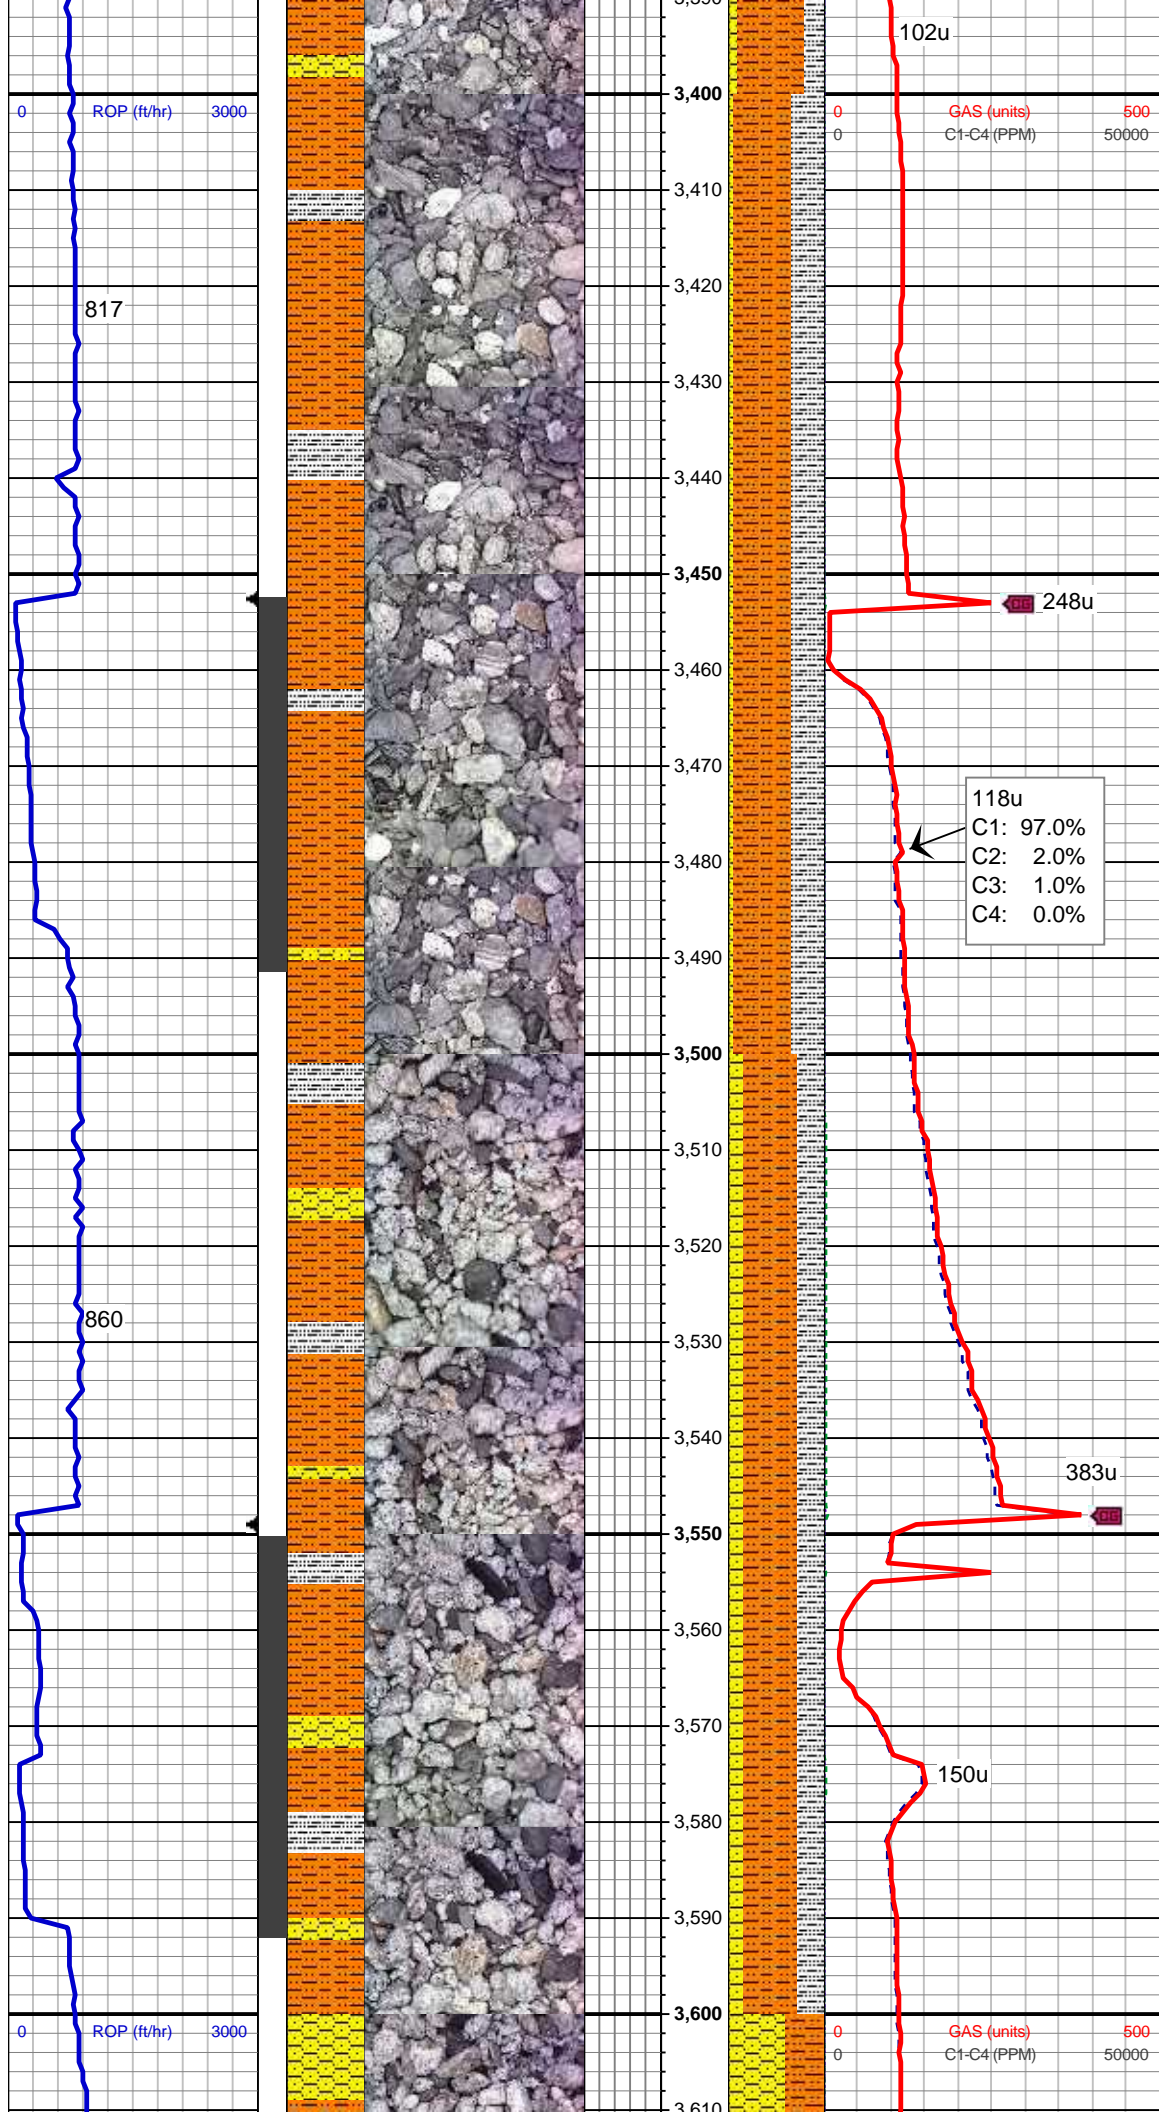 102u
3,400
0 ROP (ft/hr) 3000
0 GAS (units) 500
0 C1-C4 (PPM) 50000
3,410
3,420
817
3,430
3,440
3,450
CG 248u
3,460
3,470
118u
C1: 97.0%
C2: 2.0%
C3: 1.0%
C4: 0.0%
3,480
3,490
3,500
3,510
3,520
860
3,530
3,540
383u
CG
3,550
3,560
3,570
150u
3,580
3,590
3,600
0 ROP (ft/hr) 3000
0 GAS (units) 500
0 C1-C4 (PPM) 50000
3,610